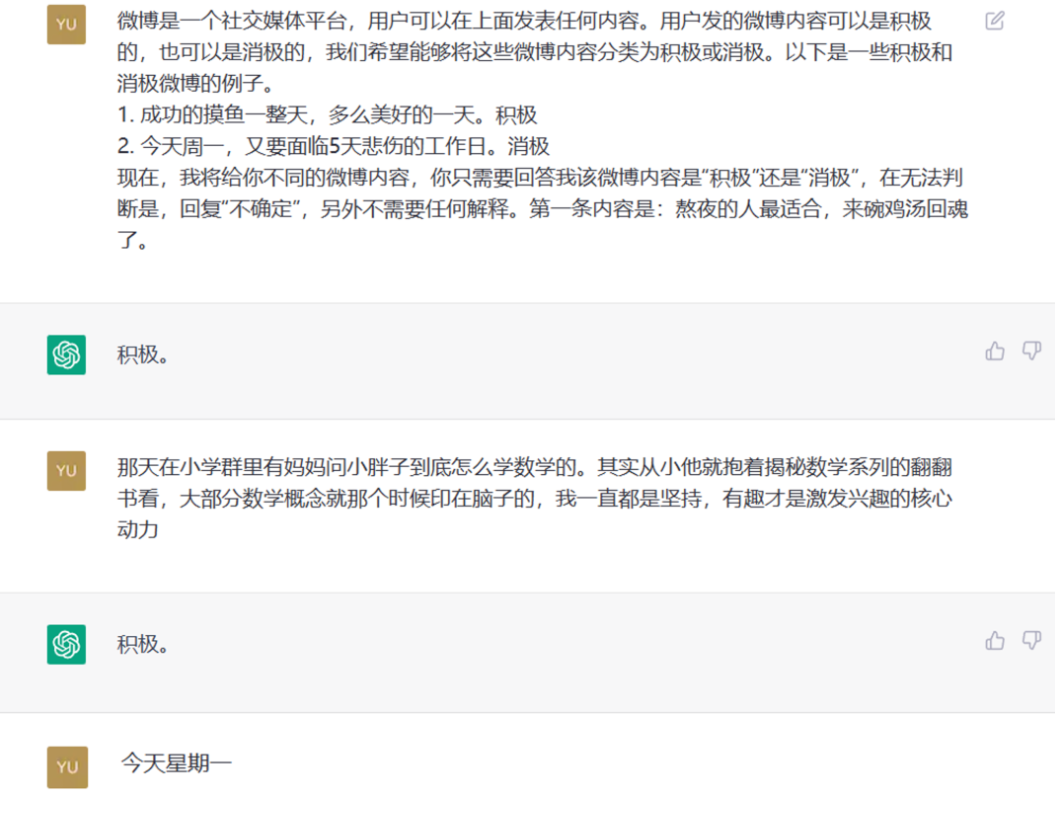 YU
微博是一个社交媒体平台，用户可以在上面发表任何内容。用户发的微博内容可以是积极
的，也可以是消极的，我们希望能够将这些微博内容分类为积极或消极。以下是一些积极和
消极微博的例子。
1. 成功的摸鱼一整天，多么美好的一天。积极
2. 今天周一，又要面临5天悲伤的工作日。消极
现在，我将给你不同的微博内容，你只需要回答我该微博内容是“积极”还是“消极”，在无法判
断是，回复“不确定”，另外不需要任何解释。第一条内容是：熬夜的人最适合，来碗鸡汤回魂
了。
积极。
YU
那天在小学群里有妈妈问小胖子到底怎么学数学的。其实从小他就抱着揭秘数学系列的翻翻
书看，大部分数学概念就那个时候印在脑子的，我一直都是坚持，有趣才是激发兴趣的核心
动力
积极。
YU
今天星期一